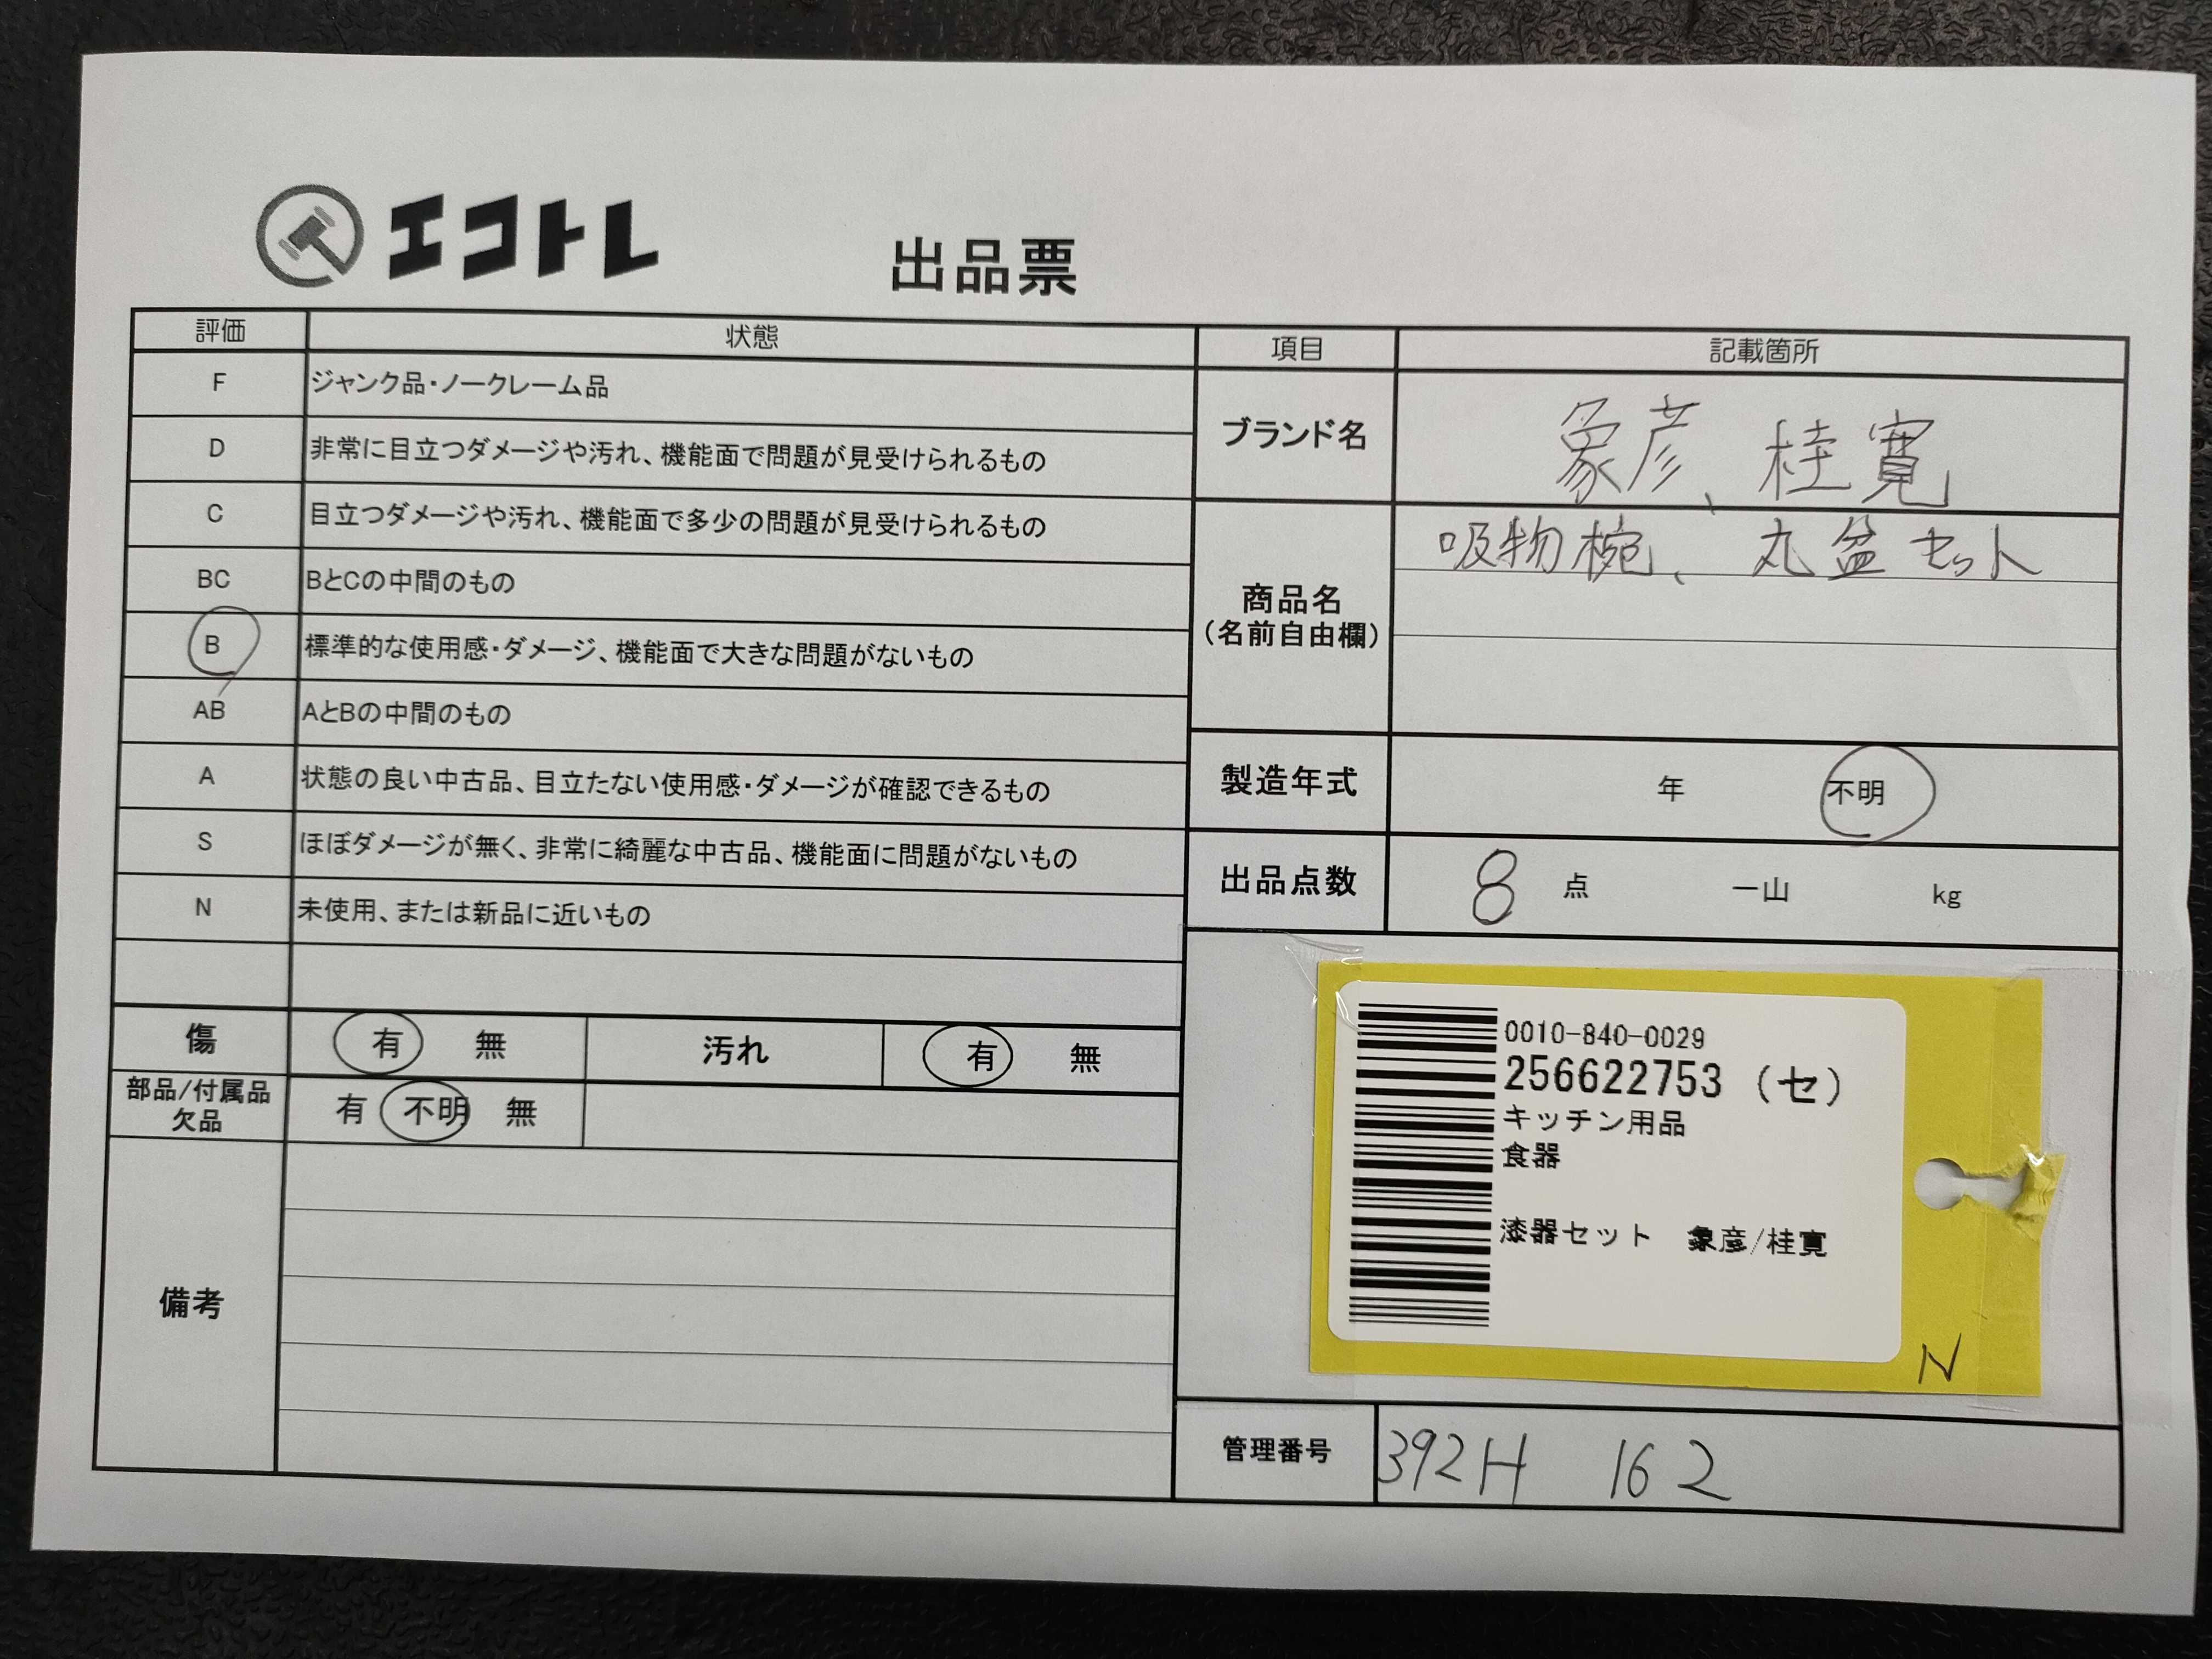 エコトレ
出品票
評価 状態
F ジャンク品・ノークレーム品
D 非常に目立つダメージや汚れ、機能面で問題が見受けられるもの
C 目立つダメージや汚れ、機能面で多少の問題が見受けられるもの
BC BとCの中間のもの
B 標準的な使用感・ダメージ、機能面で大きな問題がないもの
AB AとBの中間のもの
A 状態の良い中古品、目立たない使用感・ダメージが確認できるもの
S ほぼダメージが無く、非常に綺麗な中古品、機能面に問題がないもの
N 未使用、または新品に近いもの
傷 有 無 汚れ 有 無
部品/付属品
欠品
有 不明 無
備考
項目 記載箇所
ブランド名 象彦、桂寛
商品名
(名前自由欄)
吸物椀、丸盆セット
製造年式 年 不明
出品点数 8 点 一山 kg
0010-840-0029
256622753 (セ)
キッチン用品
食器
漆器セット 象彦/桂寛
N
管理番号 392H 162